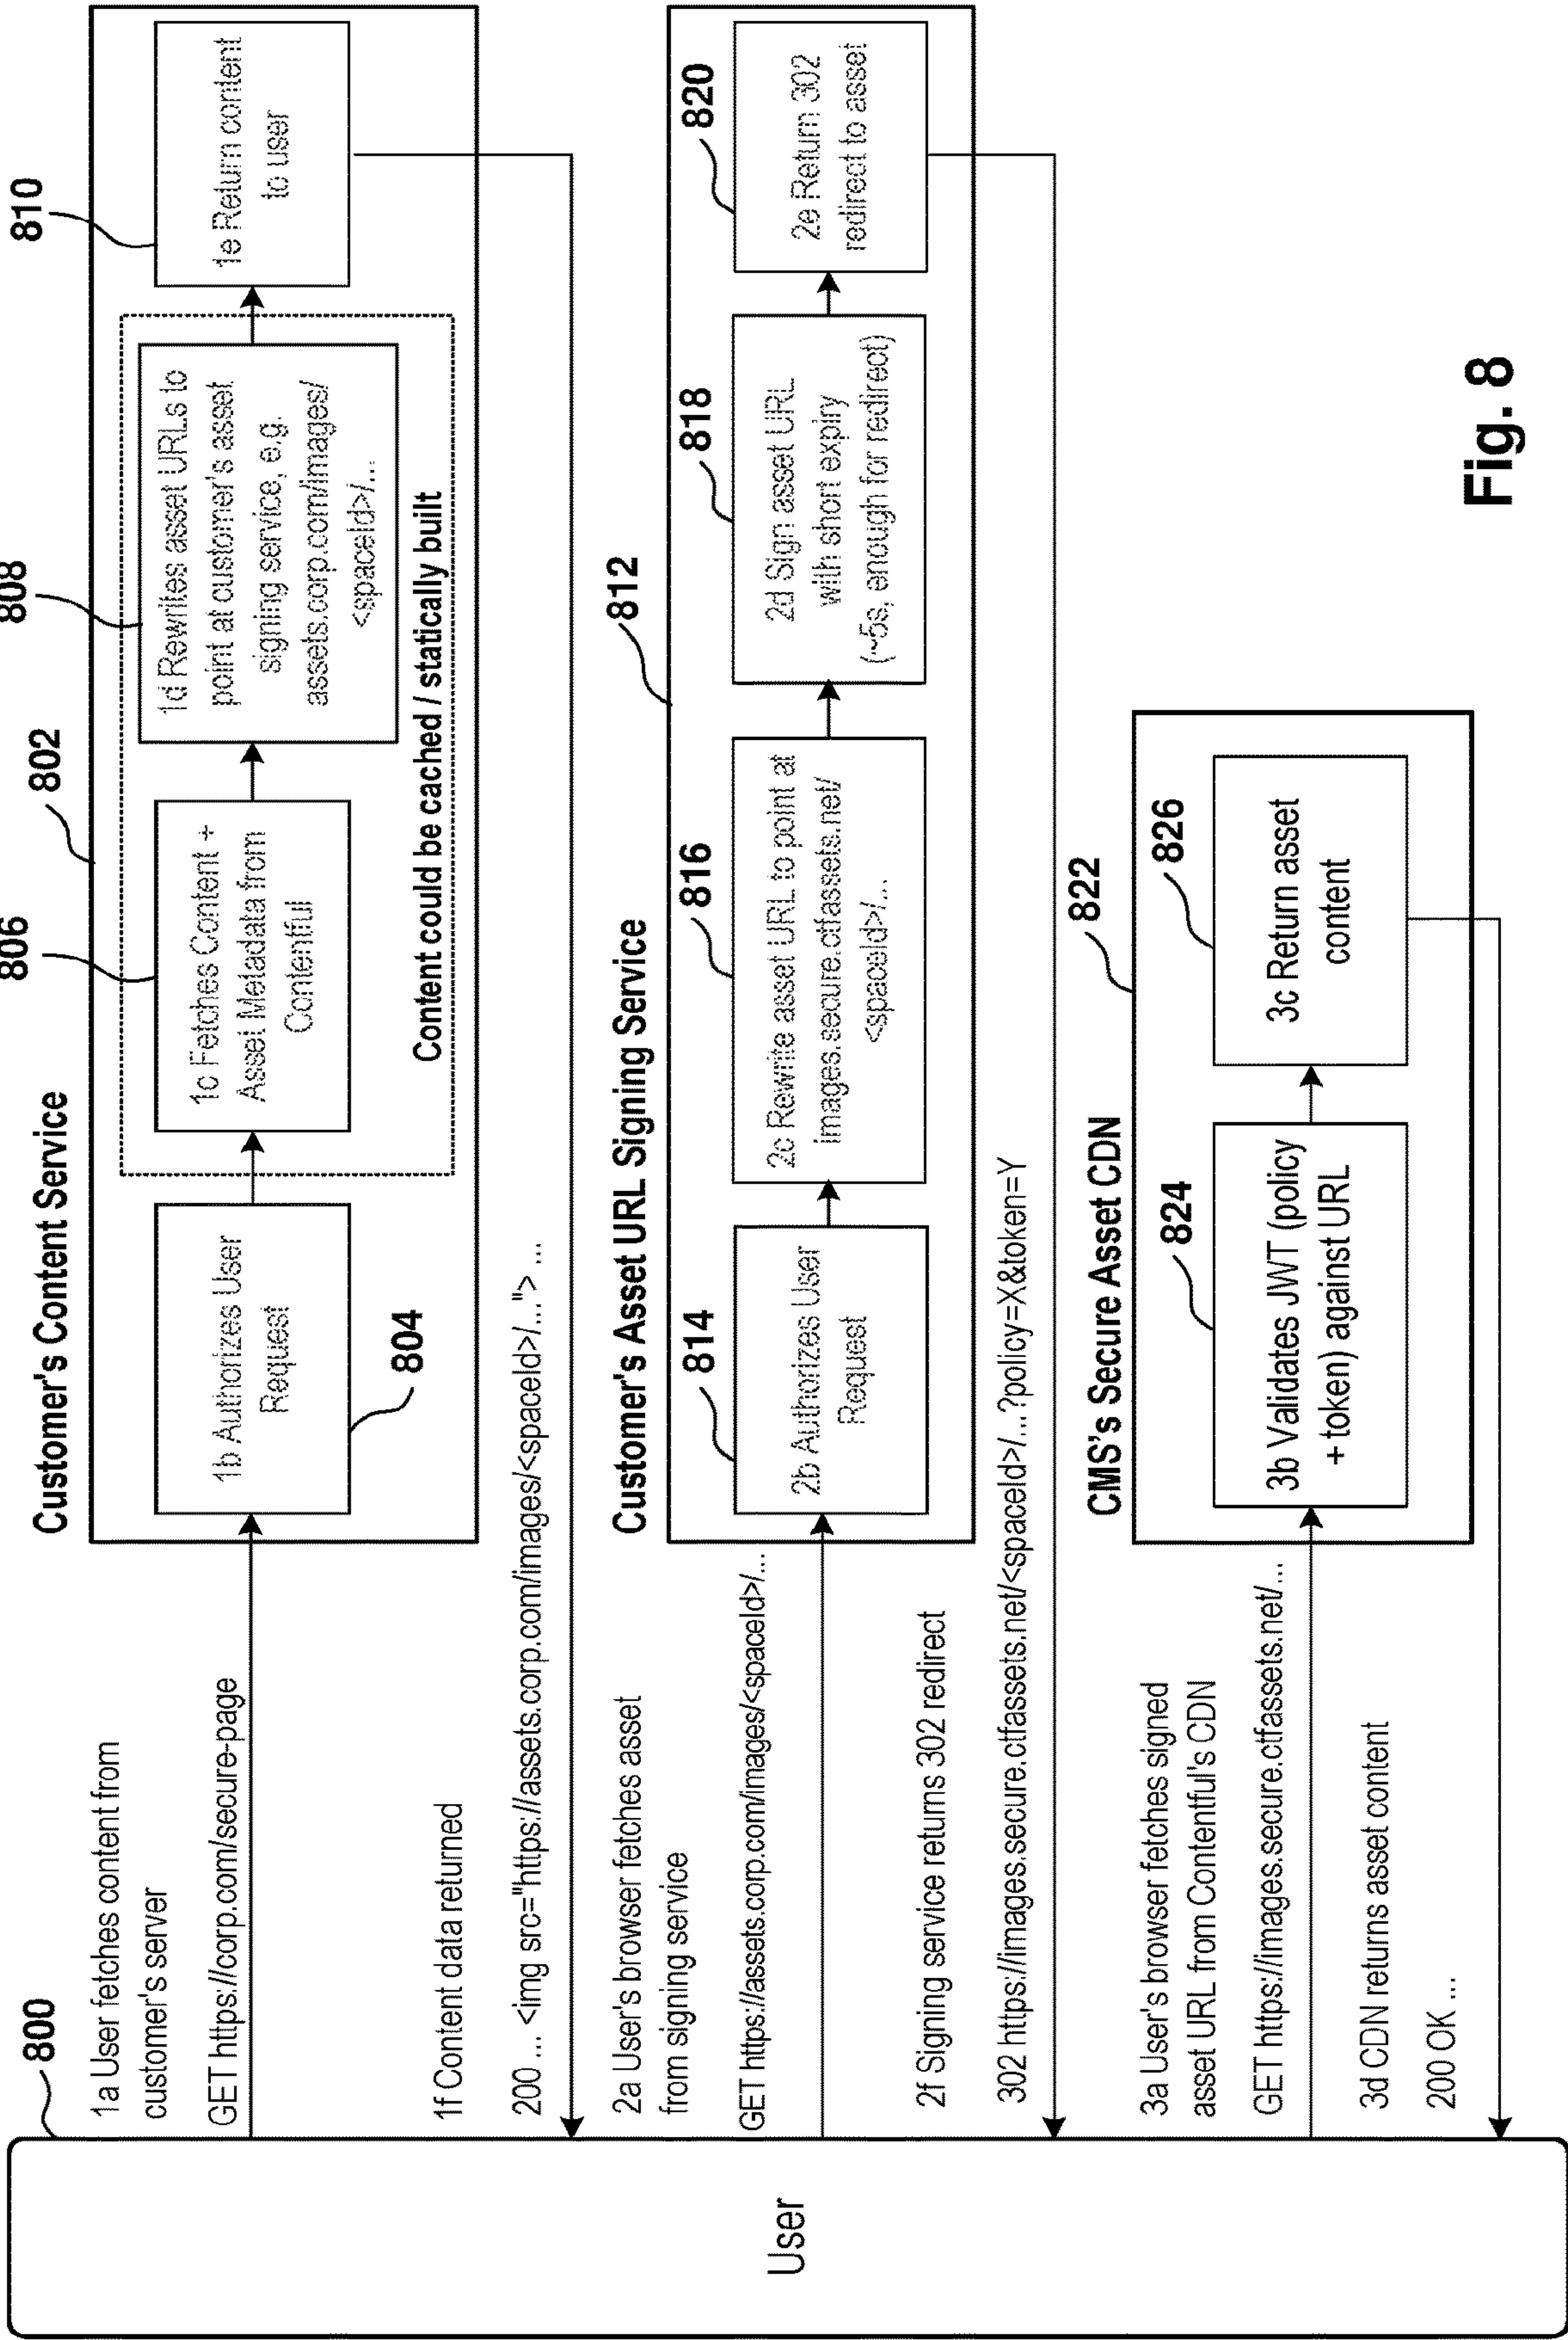 800
User
1a User fetches content from
customer's server
GET https://corp.com/secure-page
Customer's Content Service
802
1b Authorizes User
Request
804
806
1c Fetches Content +
Asset Metadata from
Contentful
808
1d Rewrites asset URLs to
point at customer's asset
signing service, e.g.
assets.corp.com/images/
<spaceId>/...
Content could be cached / statically built
810
1e Return content
to user
1f Content data returned
200 ... <img src="https://assets.corp.com/images/<spaceId>/..."> ...
2a User's browser fetches asset
from signing service
GET https://assets.corp.com/images/<spaceId>/...
Customer's Asset URL Signing Service
812
814
2b Authorizes User
Request
816
2c Rewrite asset URL to point at
images.secure.ctfassets.net/
<spaceId>/...
818
2d Sign asset URL
with short expiry
(~5s, enough for redirect)
820
2e Return 302
redirect to asset
2f Signing service returns 302 redirect
302 https://images.secure.ctfassets.net/<spaceId>/...?policy=X&token=Y
3a User's browser fetches signed
asset URL from Contentful's CDN
GET https://images.secure.ctfassets.net/...
CMS's Secure Asset CDN
822
824
3b Validates JWT (policy
+ token) against URL
826
3c Return asset
content
3d CDN returns asset content
200 OK ...
Fig. 8